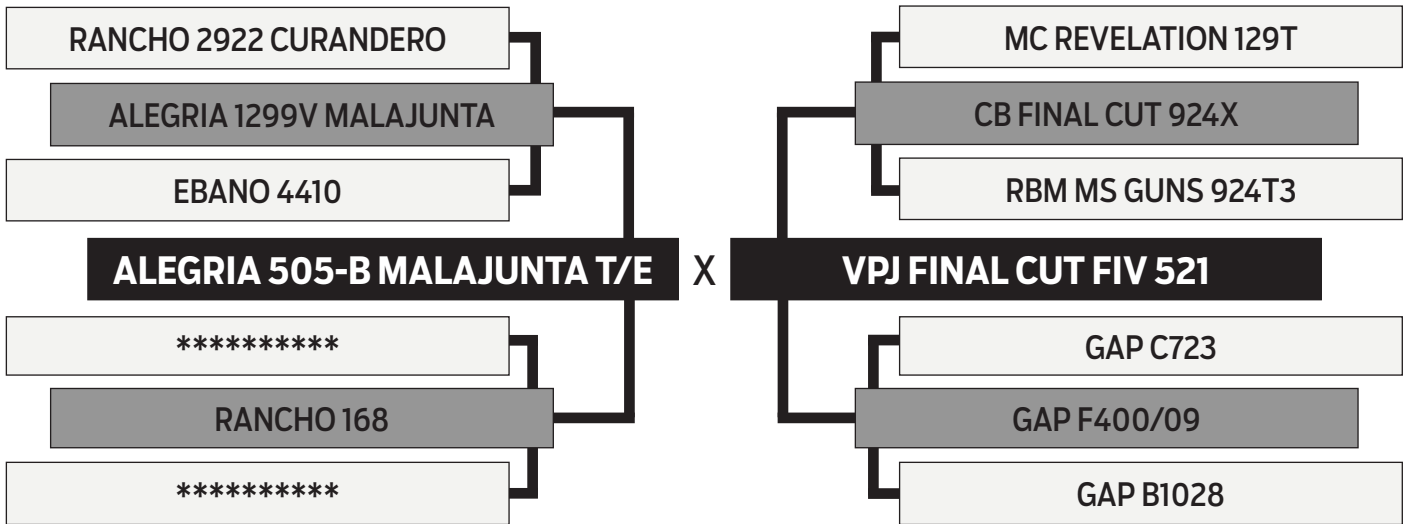 RANCHO 2922 CURANDERO
ALEGRIA 1299V MALAJUNTA
EBANO 4410
ALEGRIA 505-B MALAJUNTA T/E
**********
RANCHO 168
**********
X
MC REVELATION 129T
CB FINAL CUT 924X
RBM MS GUNS 924T3
VPJ FINAL CUT FIV 521
GAP C723
GAP F400/09
GAP B1028